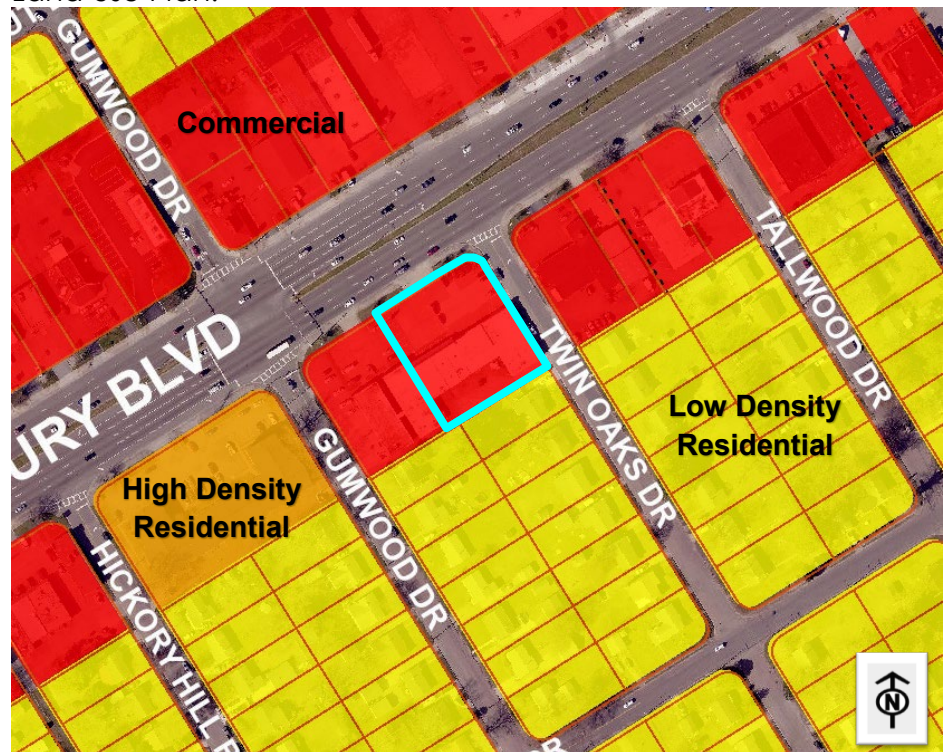 GUMWOOD DR
Commercial
TALLWOOD DR
URY BLVD
TWIN OAKS DR
Low Density
Residential
High Density
Residential
GUMWOOD DR
HICKORY HILL
N